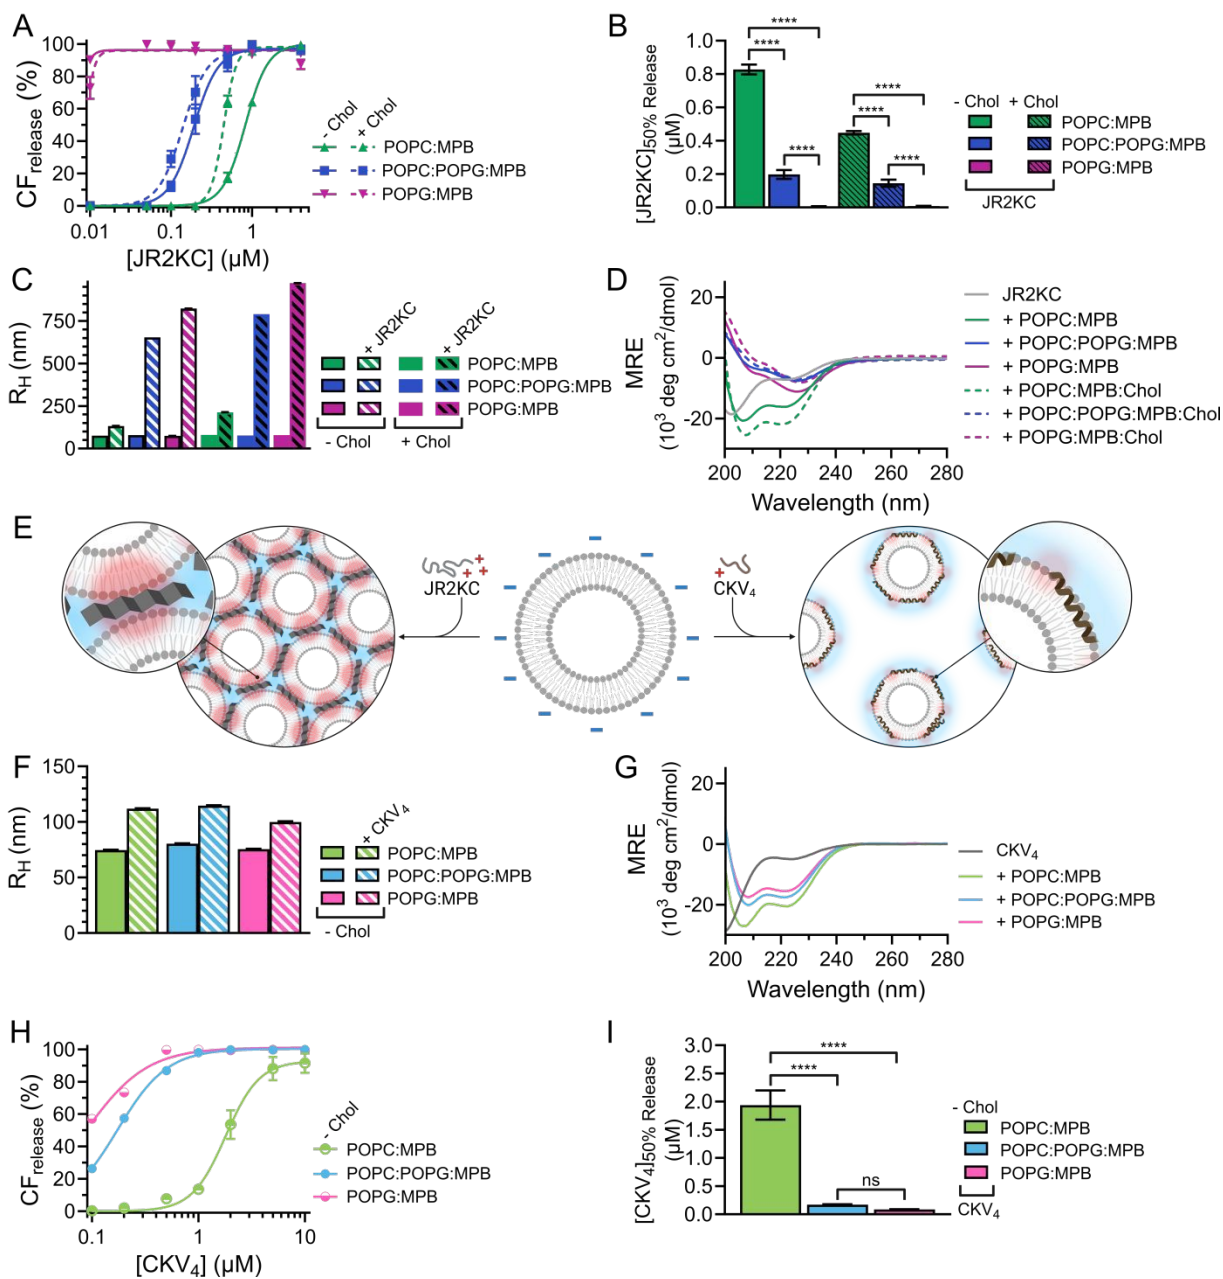 A
CF release (%)
100
80
60
40
20
0
0.01
0.1
1
[JR2KC] (µM)
- Chol
+ Chol
POPC:MPB
POPC:POPG:MPB
POPG:MPB
B
[JR2KC]50% Release
(µM)
1.0
0.8
0.6
0.4
0.2
0.0
****
****
****
****
****
****
- Chol + Chol
POPC:MPB
POPC:POPG:MPB
POPG:MPB
JR2KC
C
RH (nm)
750
500
250
0
+ JR2KC
+ JR2KC
POPC:MPB
POPC:POPG:MPB
POPG:MPB
- Chol
+ Chol
D
MRE
(10³ deg cm²/dmol)
20
0
-20
200 220 240 260 280
Wavelength (nm)
JR2KC
+ POPC:MPB
+ POPC:POPG:MPB
+ POPG:MPB
+ POPC:MPB:Chol
+ POPC:POPG:MPB:Chol
+ POPG:MPB:Chol
E
JR2KC
CKV₄
F
RH (nm)
150
100
50
0
+ CKV₄
POPC:MPB
POPC:POPG:MPB
POPG:MPB
- Chol
G
MRE
(10³ deg cm²/dmol)
20
0
-20
200 220 240 260 280
Wavelength (nm)
CKV₄
+ POPC:MPB
+ POPC:POPG:MPB
+ POPG:MPB
H
CF release (%)
100
80
60
40
20
0
0.1
1
10
[CKV₄] (µM)
- Chol
POPC:MPB
POPC:POPG:MPB
POPG:MPB
I
[CKV₄]50% Release
(µM)
3.0
2.5
2.0
1.5
1.0
0.5
0.0
****
****
ns
- Chol
POPC:MPB
POPC:POPG:MPB
POPG:MPB
CKV₄